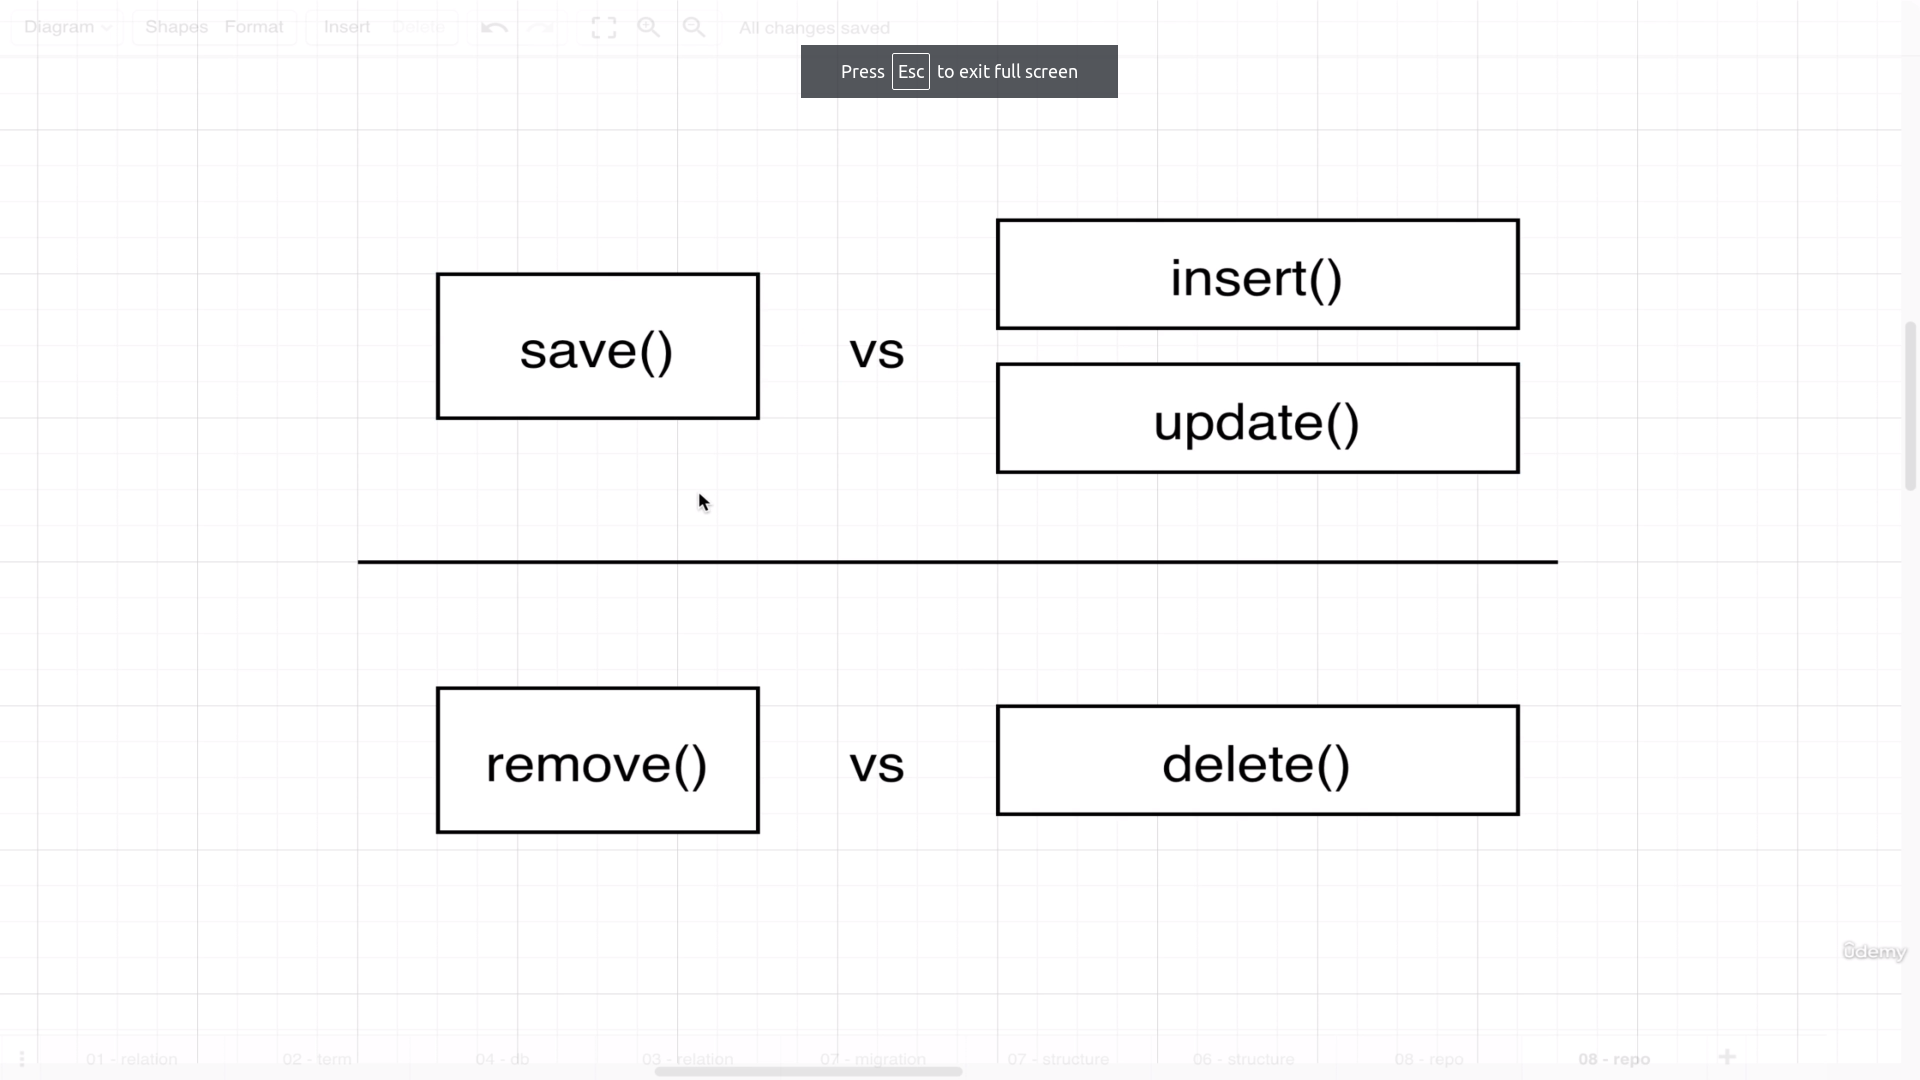 Diagram Shapes Format Insert Delete All changes saved
Press Esc to exit full screen
insert()
save() vs
update()
remove() vs delete()
ûdemy
01 - relation 02 - term 04 - db 03 - relation 07 - migration 07 - structure 06 - structure 08 - repo 08 - repo +